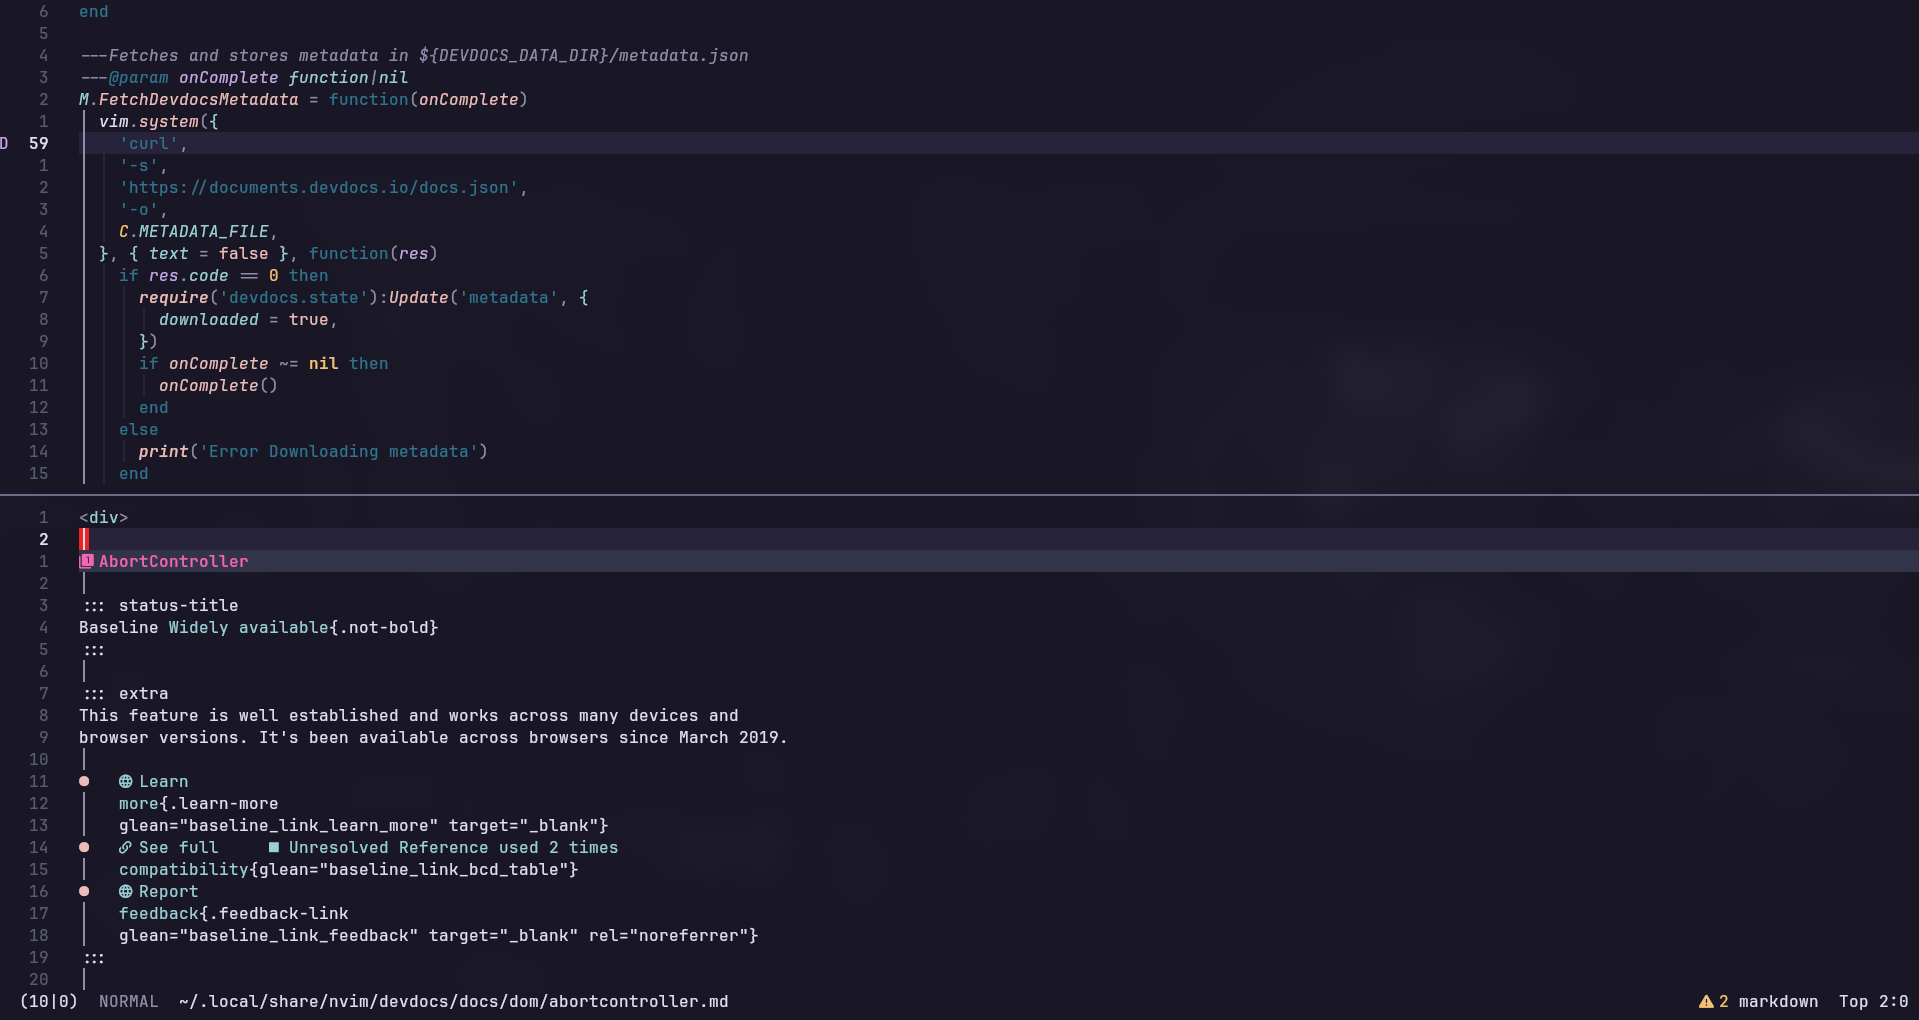 6 end
5
4 ---Fetches and stores metadata in ${DEVDOCS_DATA_DIR}/metadata.json
3 ---@param onComplete function|nil
2 M.FetchDevdocsMetadata = function(onComplete)
1 vim.system({
D 59 'curl',
1 '-s',
2 'https://documents.devdocs.io/docs.json',
3 '-o',
4 C.METADATA_FILE,
5 }, { text = false }, function(res)
6 if res.code == 0 then
7 require('devdocs.state'):Update('metadata', {
8 downloaded = true,
9 })
10 if onComplete ~= nil then
11 onComplete()
12 end
13 else
14 print('Error Downloading metadata')
15 end
1 <div>
2
1 1 AbortController
2
3 ::: status-title
4 Baseline Widely available{.not-bold}
5 :::
6
7 ::: extra
8 This feature is well established and works across many devices and
9 browser versions. It's been available across browsers since March 2019.
10
11 Learn
12 more{.learn-more
13 glean="baseline_link_learn_more" target="_blank"}
14 See full ■ Unresolved Reference used 2 times
15 compatibility{glean="baseline_link_bcd_table"}
16 Report
17 feedback{.feedback-link
18 glean="baseline_link_feedback" target="_blank" rel="noreferrer"}
19 :::
20
(10|0) NORMAL ~/.local/share/nvim/devdocs/docs/dom/abortcontroller.md 2 markdown Top 2:0